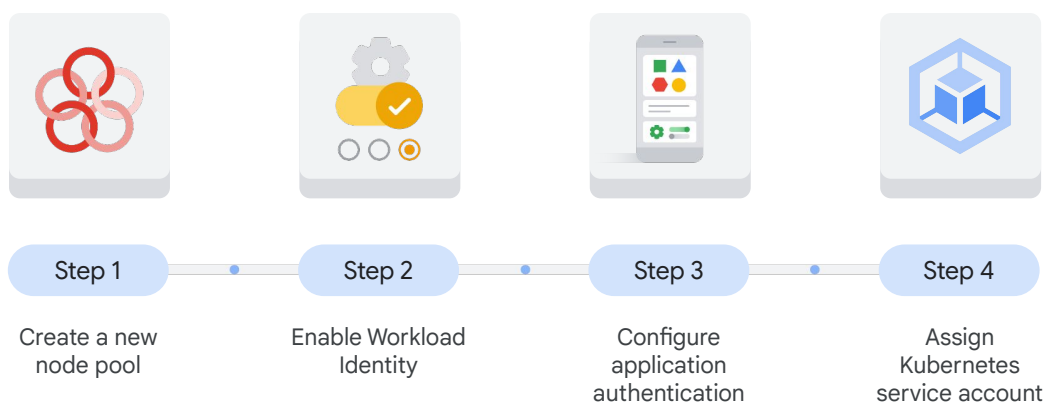 Step 1
Step 2
Step 3
Step 4
Create a new
node pool
Enable Workload
Identity
Configure
application
authentication
Assign
Kubernetes
service account